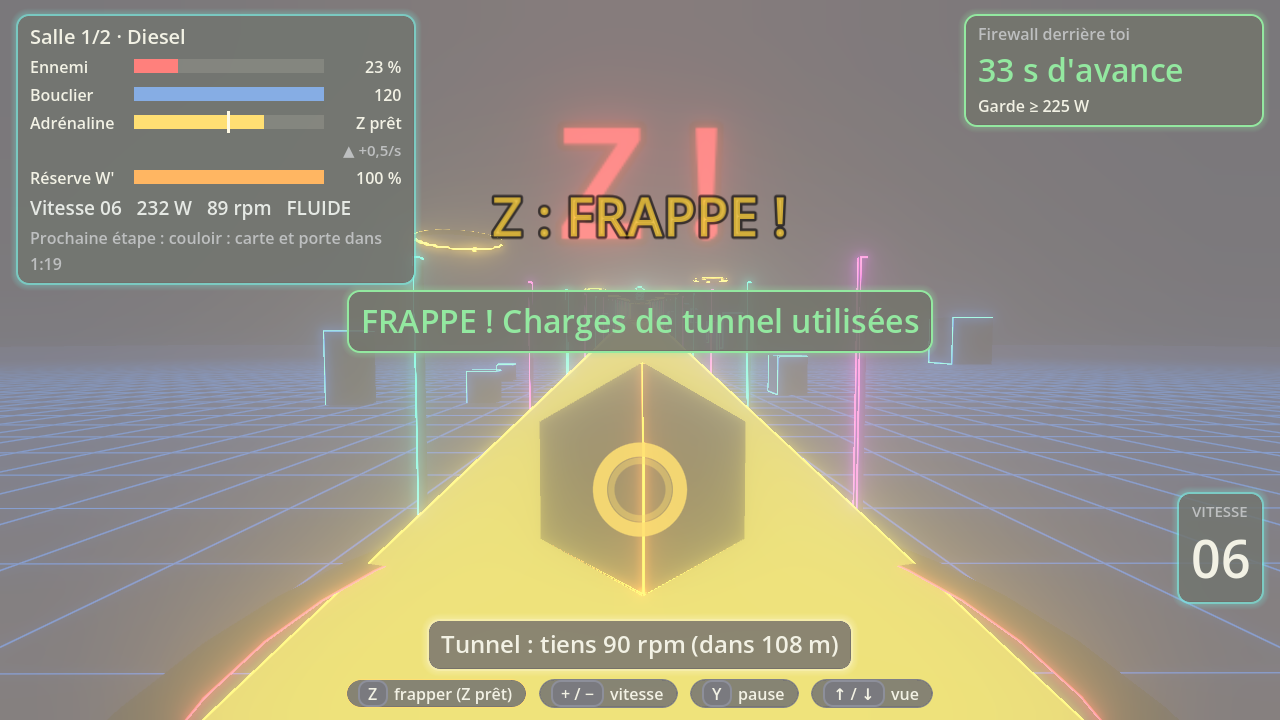 Salle 1/2 · Diesel
Ennemi 23 %
Bouclier 120
Adrénaline Z prêt
▲ +0,5/s
Réserve W' 100 %
Vitesse 06 232 W 89 rpm FLUIDE
Prochaine étape : couloir : carte et porte dans
1:19
Firewall derrière toi
33 s d'avance
Garde ≥ 225 W
Z !
Z : FRAPPE !
FRAPPE ! Charges de tunnel utilisées
VITESSE
06
Tunnel : tiens 90 rpm (dans 108 m)
Z frapper (Z prêt) + / − vitesse Y pause ↑ / ↓ vue